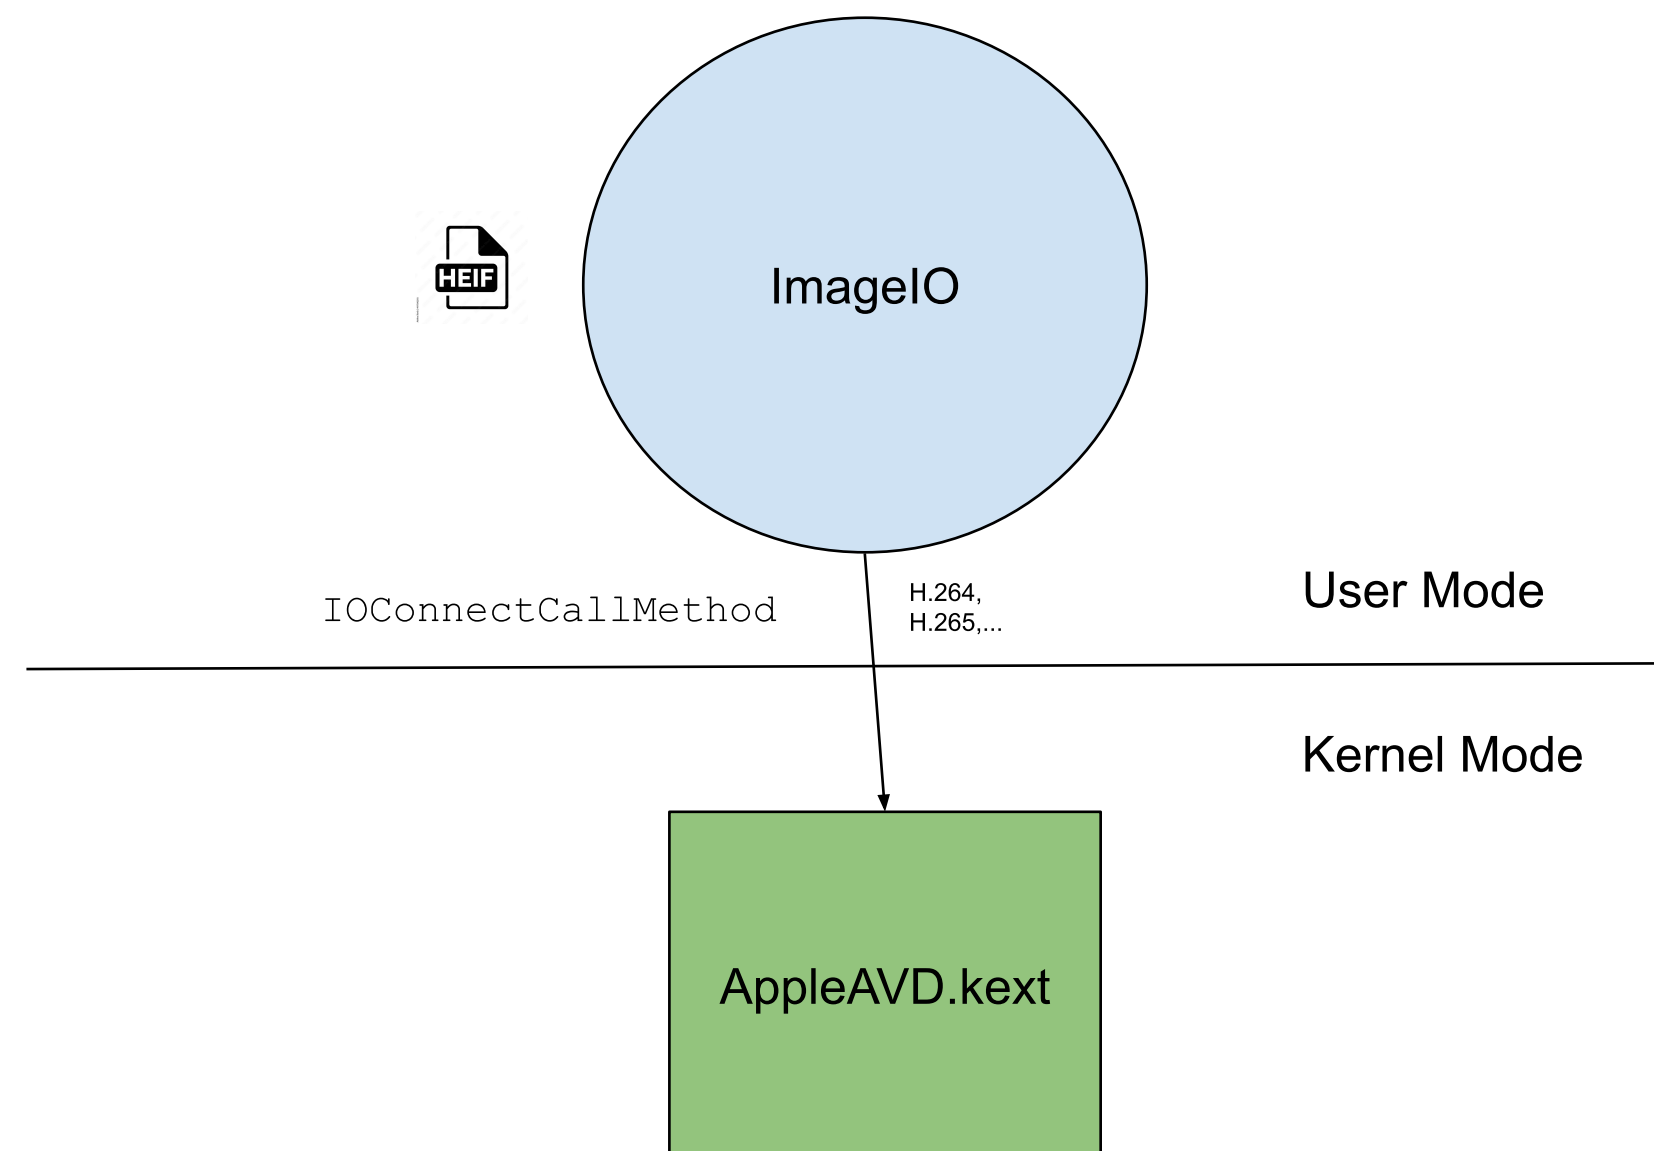 HEIF
ImageIO
IOConnectCallMethod
H.264,
H.265,...
User Mode
Kernel Mode
AppleAVD.kext